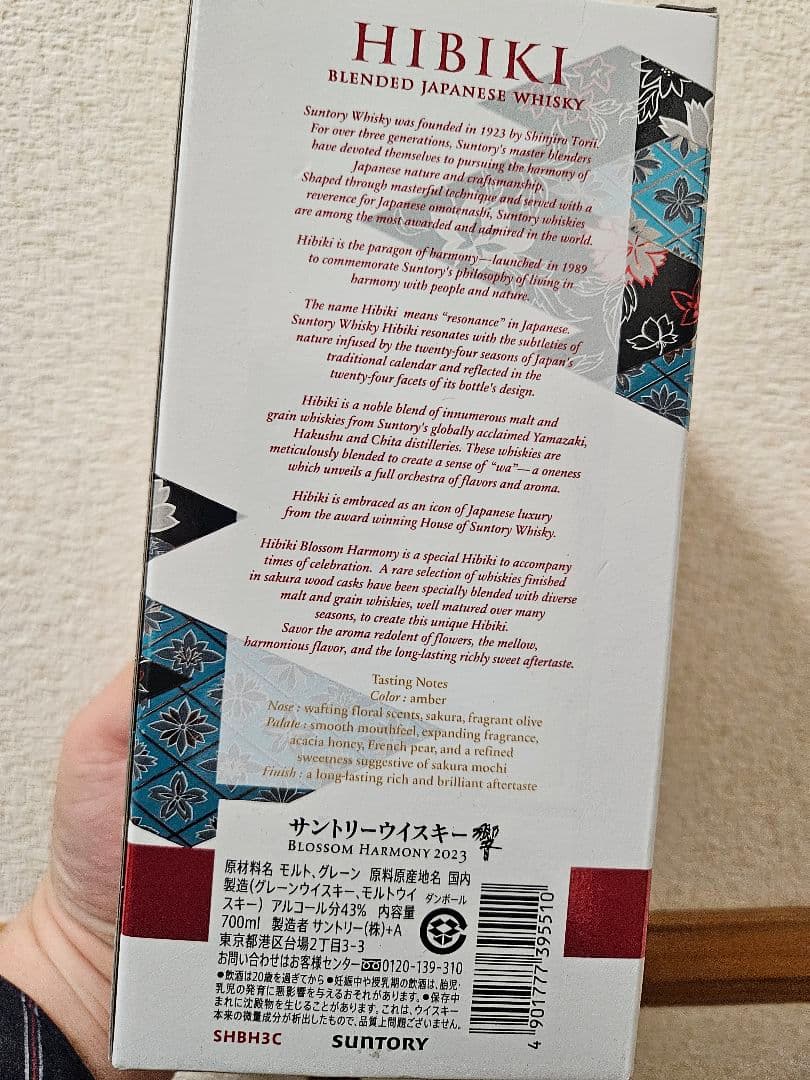 HIBIKI
BLENDED JAPANESE WHISKY
Suntory Whisky was founded in 1923 by Shinjiro Torii.
For over three generations, Suntory's master blenders
have devoted themselves to pursuing the harmony of
Japanese nature and craftsmanship.
Shaped through masterful technique and served with a
reverence for Japanese omotenashi, Suntory whiskies
are among the most awarded and admired in the world.
Hibiki is the paragon of harmony—launched in 1989
to commemorate Suntory's philosophy of living in
harmony with people and nature.
The name Hibiki means "resonance" in Japanese.
Suntory Whisky Hibiki resonates with the subtleties of
nature infused by the twenty-four seasons of Japan's
traditional calendar and reflected in the
twenty-four facets of its bottle's design.
Hibiki is a noble blend of innumerous malt and
grain whiskies from Suntory's globally acclaimed Yamazaki,
Hakushu and Chita distilleries. These whiskies are
meticulously blended to create a sense of "wa"—a oneness
which unveils a full orchestra of flavors and aroma.
Hibiki is embraced as an icon of Japanese luxury
from the award winning House of Suntory Whisky.
Hibiki Blossom Harmony is a special Hibiki to accompany
times of celebration. A rare selection of whiskies finished
in sakura wood casks have been specially blended with diverse
malt and grain whiskies, well matured over many
seasons, to create this unique Hibiki.
Savor the aroma redolent of flowers, the mellow,
harmonious flavor, and the long-lasting richly sweet aftertaste.
Tasting Notes
Color : amber
Nose : wafting floral scents, sakura, fragrant olive
Palate : smooth mouthfeel, expanding fragrance,
acacia honey, French pear, and a refined
sweetness suggestive of sakura mochi
Finish : a long-lasting rich and brilliant aftertaste
サントリーウイスキー 響
BLOSSOM HARMONY 2023
原材料名 モルト、グレーン 原料原産地名 国内
製造(グレーンウイスキー、モルトウイ
スキー) アルコール分43% 内容量
700ml 製造者 サントリー(株)+A
東京都港区台場2丁目3-3
お問い合わせはお客様センター 0120-139-310
●飲酒は20歳を過ぎてから ●妊娠中や授乳期の飲酒は、胎児・
乳児の発育に悪影響を与えるおそれがあります。●保存中
まれに沈殿物を生じることがあります。これは、ウイスキー
本来の微量成分が析出したもので、品質上問題ございません。
ダンボール
SHBH3C
SUNTORY
4 901777 395510